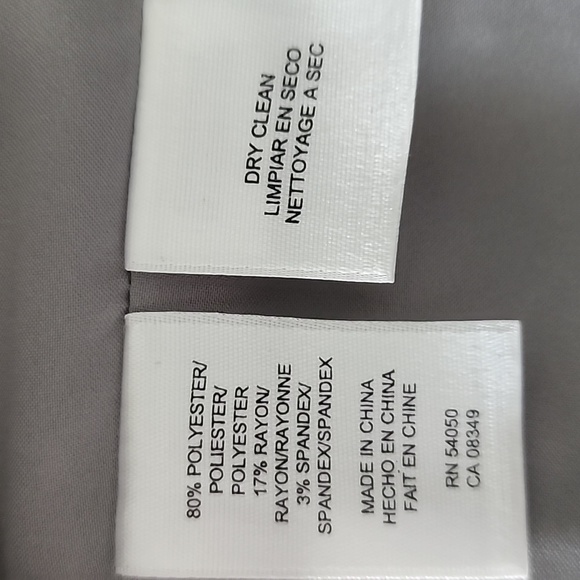 DRY CLEAN
LIMPIAR EN SECO
NETTOYAGE A SEC
80% POLYESTER/
POLIESTER/
POLYESTER
17% RAYON/
RAYON/RAYONNE
3% SPANDEX/
SPANDEX/SPANDEX
MADE IN CHINA
HECHO EN CHINA
FAIT EN CHINE
RN 54050
CA 08349